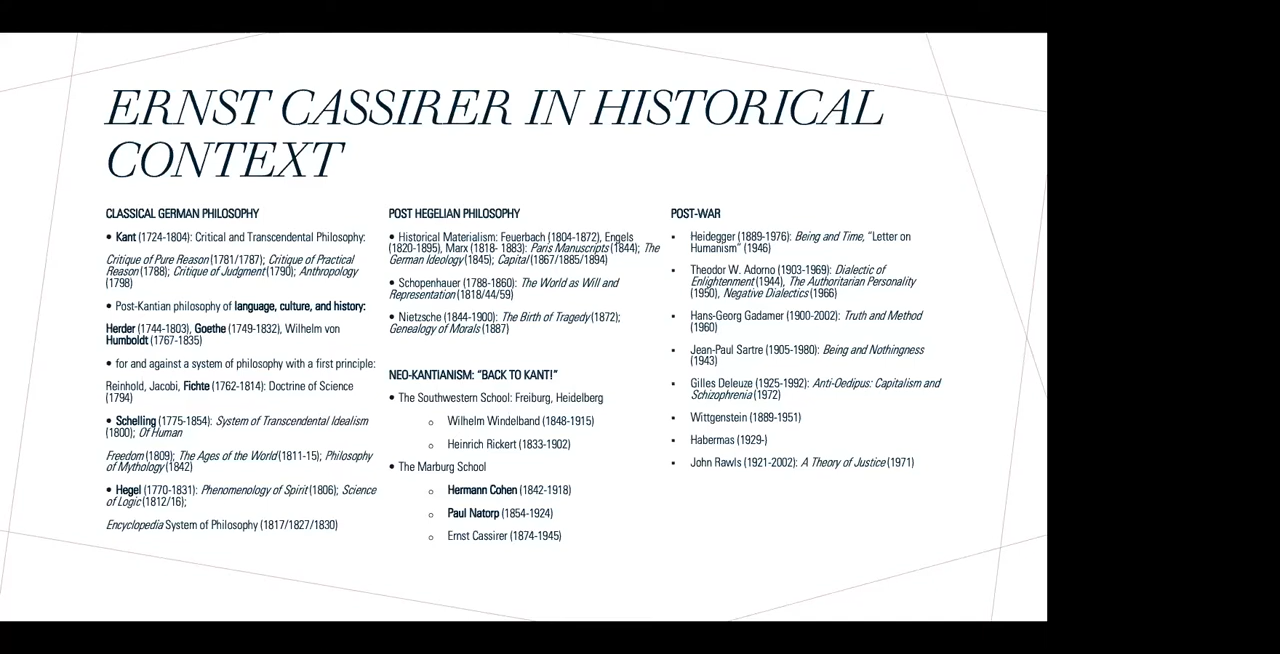 ERNST CASSIRER IN HISTORICAL
CONTEXT
CLASSICAL GERMAN PHILOSOPHY
• Kant (1724-1804): Critical and Transcendental Philosophy:
Critique of Pure Reason (1781/1787); Critique of Practical
Reason (1788); Critique of Judgment (1790); Anthropology
(1798)
• Post-Kantian philosophy of language, culture, and history:
Herder (1744-1803), Goethe (1749-1832), Wilhelm von
Humboldt (1767-1835)
• for and against a system of philosophy with a first principle:
Reinhold, Jacobi, Fichte (1762-1814): Doctrine of Science
(1794)
• Schelling (1775-1854): System of Transcendental Idealism
(1800); Of Human
Freedom (1809); The Ages of the World (1811-15); Philosophy
of Mythology (1842)
• Hegel (1770-1831): Phenomenology of Spirit (1806); Science
of Logic (1812/16);
Encyclopedia System of Philosophy (1817/1827/1830)
POST HEGELIAN PHILOSOPHY
• Historical Materialism: Feuerbach (1804-1872), Engels
(1820-1895), Marx (1818- 1883): Paris Manuscripts (1844); The
German Ideology (1845); Capital (1867/1885/1894)
• Schopenhauer (1788-1860): The World as Will and
Representation (1818/44/59)
• Nietzsche (1844-1900): The Birth of Tragedy (1872);
Genealogy of Morals (1887)
NEO-KANTIANISM: "BACK TO KANT!"
• The Southwestern School: Freiburg, Heidelberg
o Wilhelm Windelband (1848-1915)
o Heinrich Rickert (1833-1902)
• The Marburg School
o Hermann Cohen (1842-1918)
o Paul Natorp (1854-1924)
o Ernst Cassirer (1874-1945)
POST-WAR
▪ Heidegger (1889-1976): Being and Time, "Letter on
Humanism" (1946)
▪ Theodor W. Adorno (1903-1969): Dialectic of
Enlightenment (1944), The Authoritarian Personality
(1950), Negative Dialectics (1966)
▪ Hans-Georg Gadamer (1900-2002): Truth and Method
(1960)
▪ Jean-Paul Sartre (1905-1980): Being and Nothingness
(1943)
▪ Gilles Deleuze (1925-1992): Anti-Oedipus: Capitalism and
Schizophrenia (1972)
▪ Wittgenstein (1889-1951)
▪ Habermas (1929-)
▪ John Rawls (1921-2002): A Theory of Justice (1971)